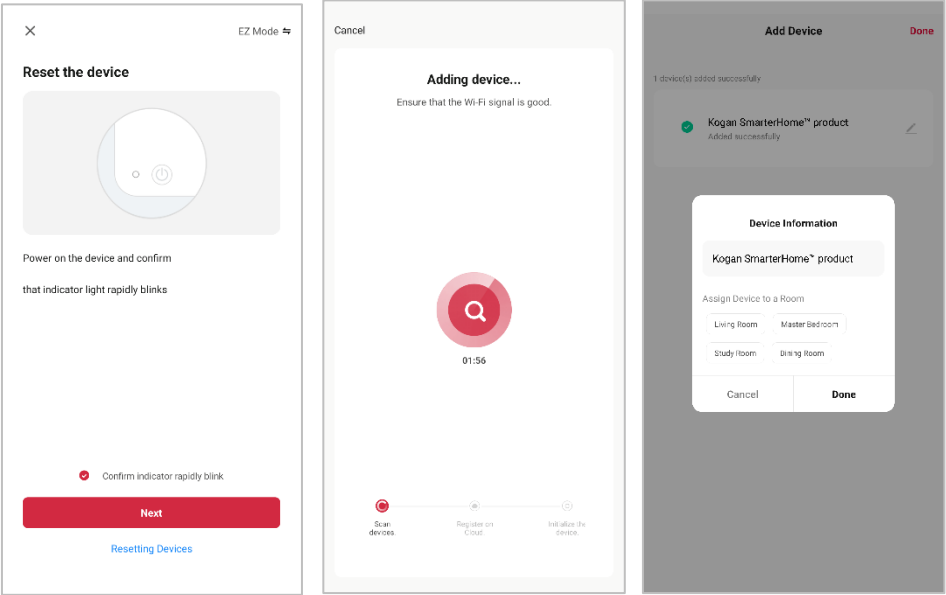 EZ Mode
Reset the device
Power on the device and confirm
that indicator light rapidly blinks
Confirm indicator rapidly blink
Next
Resetting Devices
Cancel
Adding device...
Ensure that the Wi-Fi signal is good.
01:56
Scan
devices.
Register on
Cloud.
Initialize the
device.
Add Device
Done
1 device(s) added successfully
Kogan SmarterHome™ product
Added successfully
Device Information
Kogan SmarterHome™ product
Assign Device to a Room
Living Room
Master Bedroom
Study Room
Dining Room
Cancel
Done